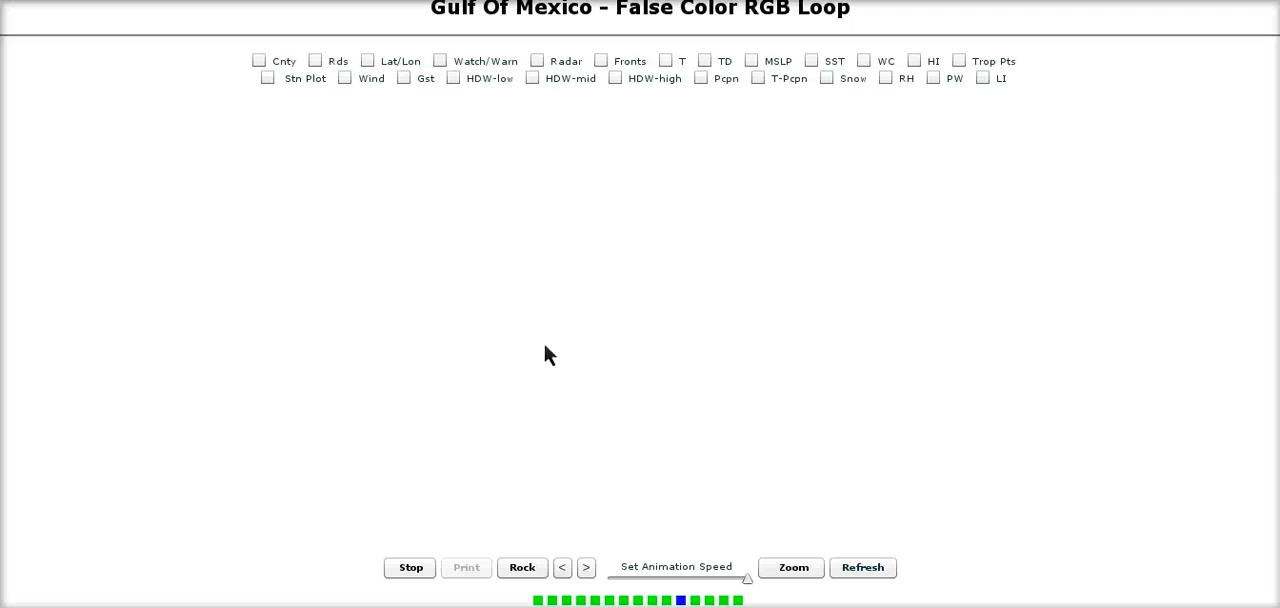 Gulf Of Mexico - False Color RGB Loop
Cnty Rds Lat/Lon Watch/Warn Radar Fronts T TD MSLP SST WC HI Trop Pts
Stn Plot Wind Gst HDW-low HDW-mid HDW-high Pcpn T-Pcpn Snow RH PW LI
Stop Print Rock < > Set Animation Speed Zoom Refresh